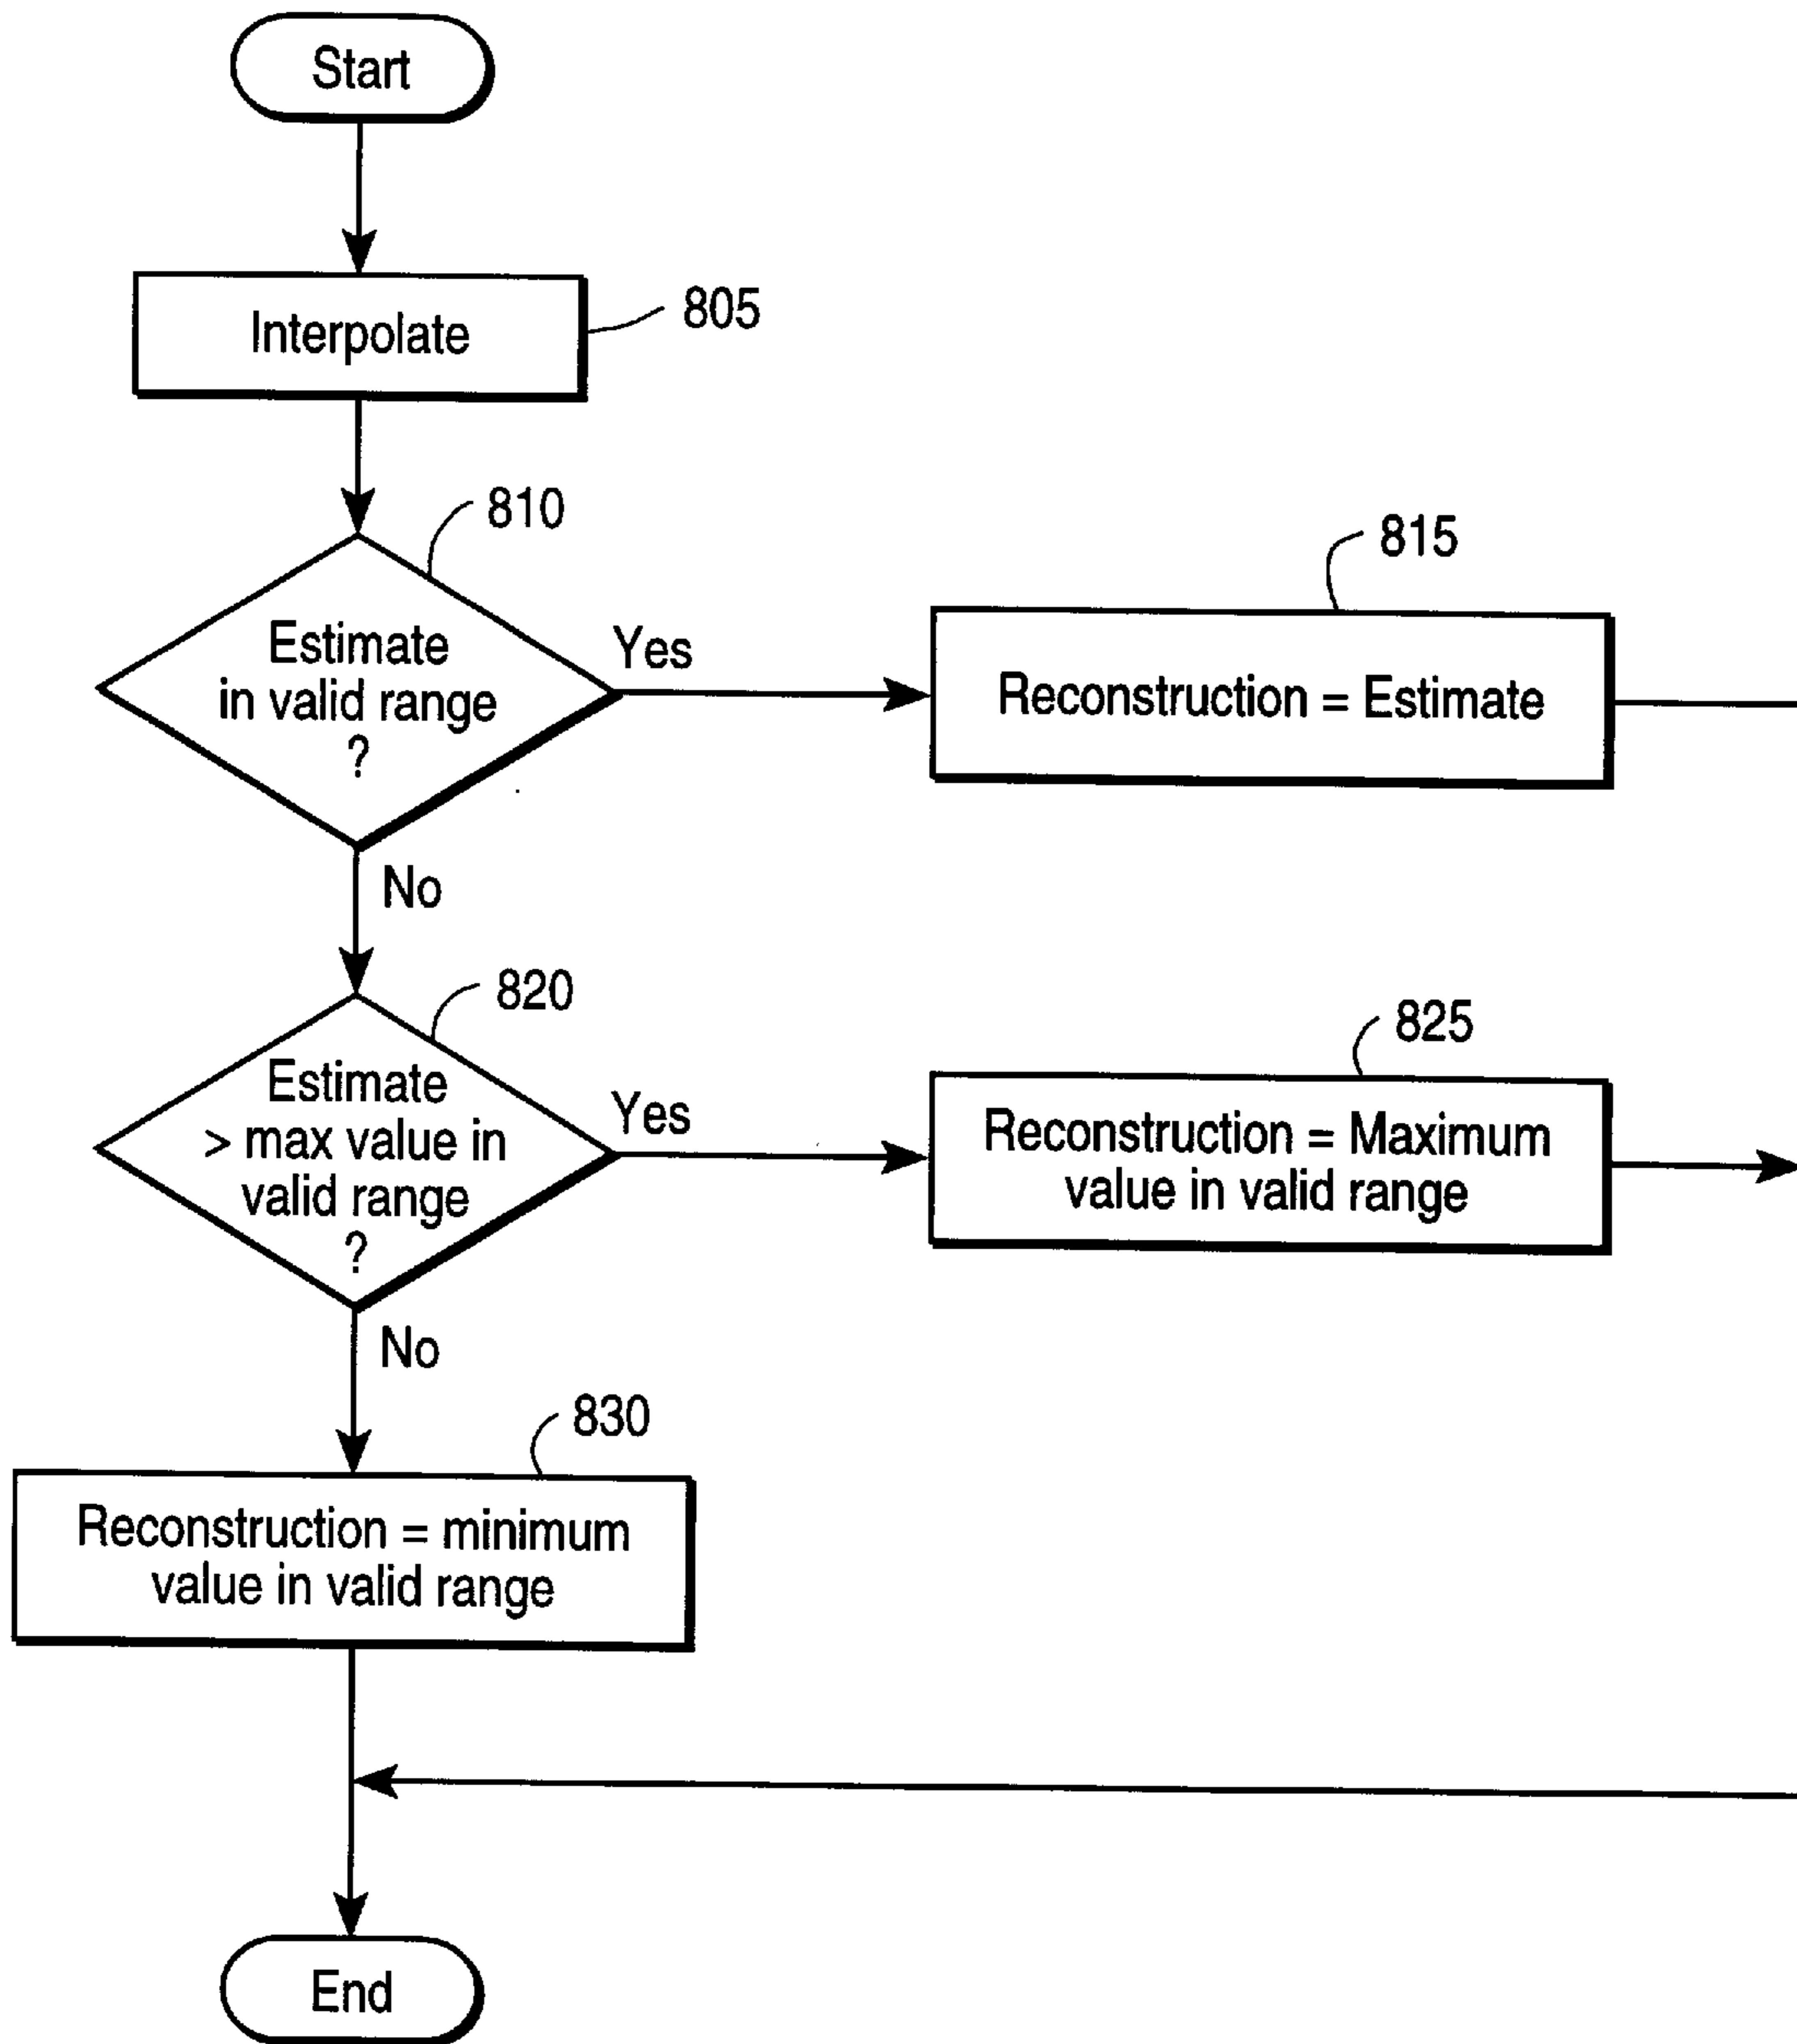 Start
Interpolate
805
810
Estimate
in valid range
?
Yes
815
Reconstruction = Estimate
No
820
Estimate
> max value in
valid range
?
Yes
825
Reconstruction = Maximum
value in valid range
No
830
Reconstruction = minimum
value in valid range
End